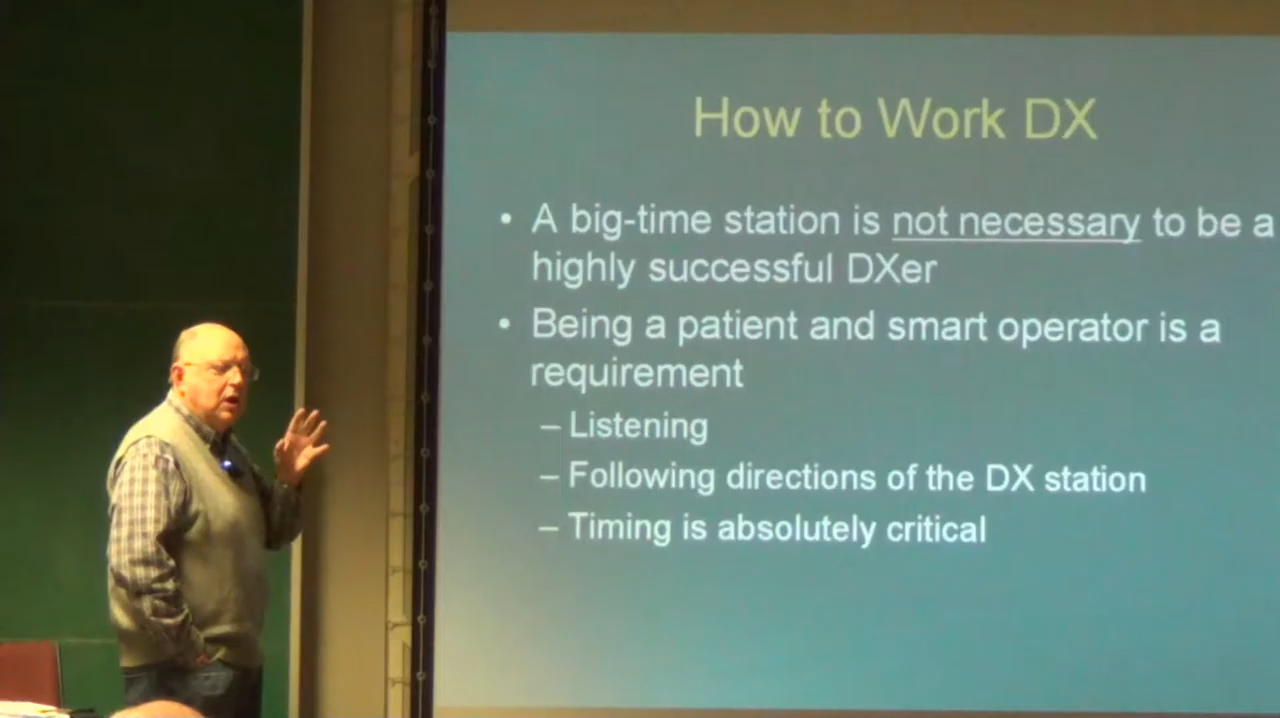 How to Work DX
• A big-time station is not necessary to be a
highly successful DXer
• Being a patient and smart operator is a
requirement
– Listening
– Following directions of the DX station
– Timing is absolutely critical